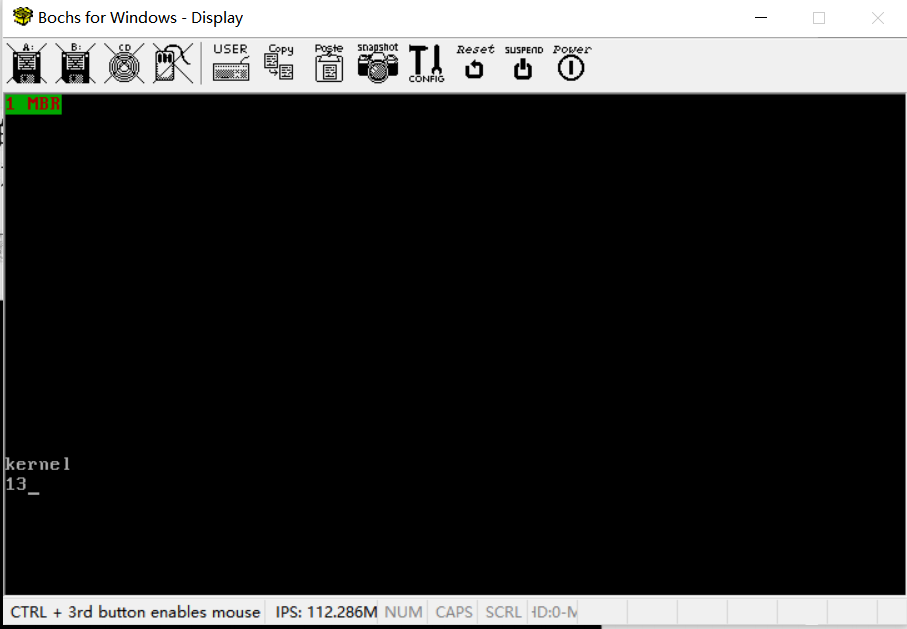 Bochs for Windows - Display
A: B: CD USER Copy Paste snapshot CONFIG Reset SUSPEND Power
1 MBR
kernel
13_
CTRL + 3rd button enables mouse IPS: 112.286M NUM CAPS SCRL HD:0-M